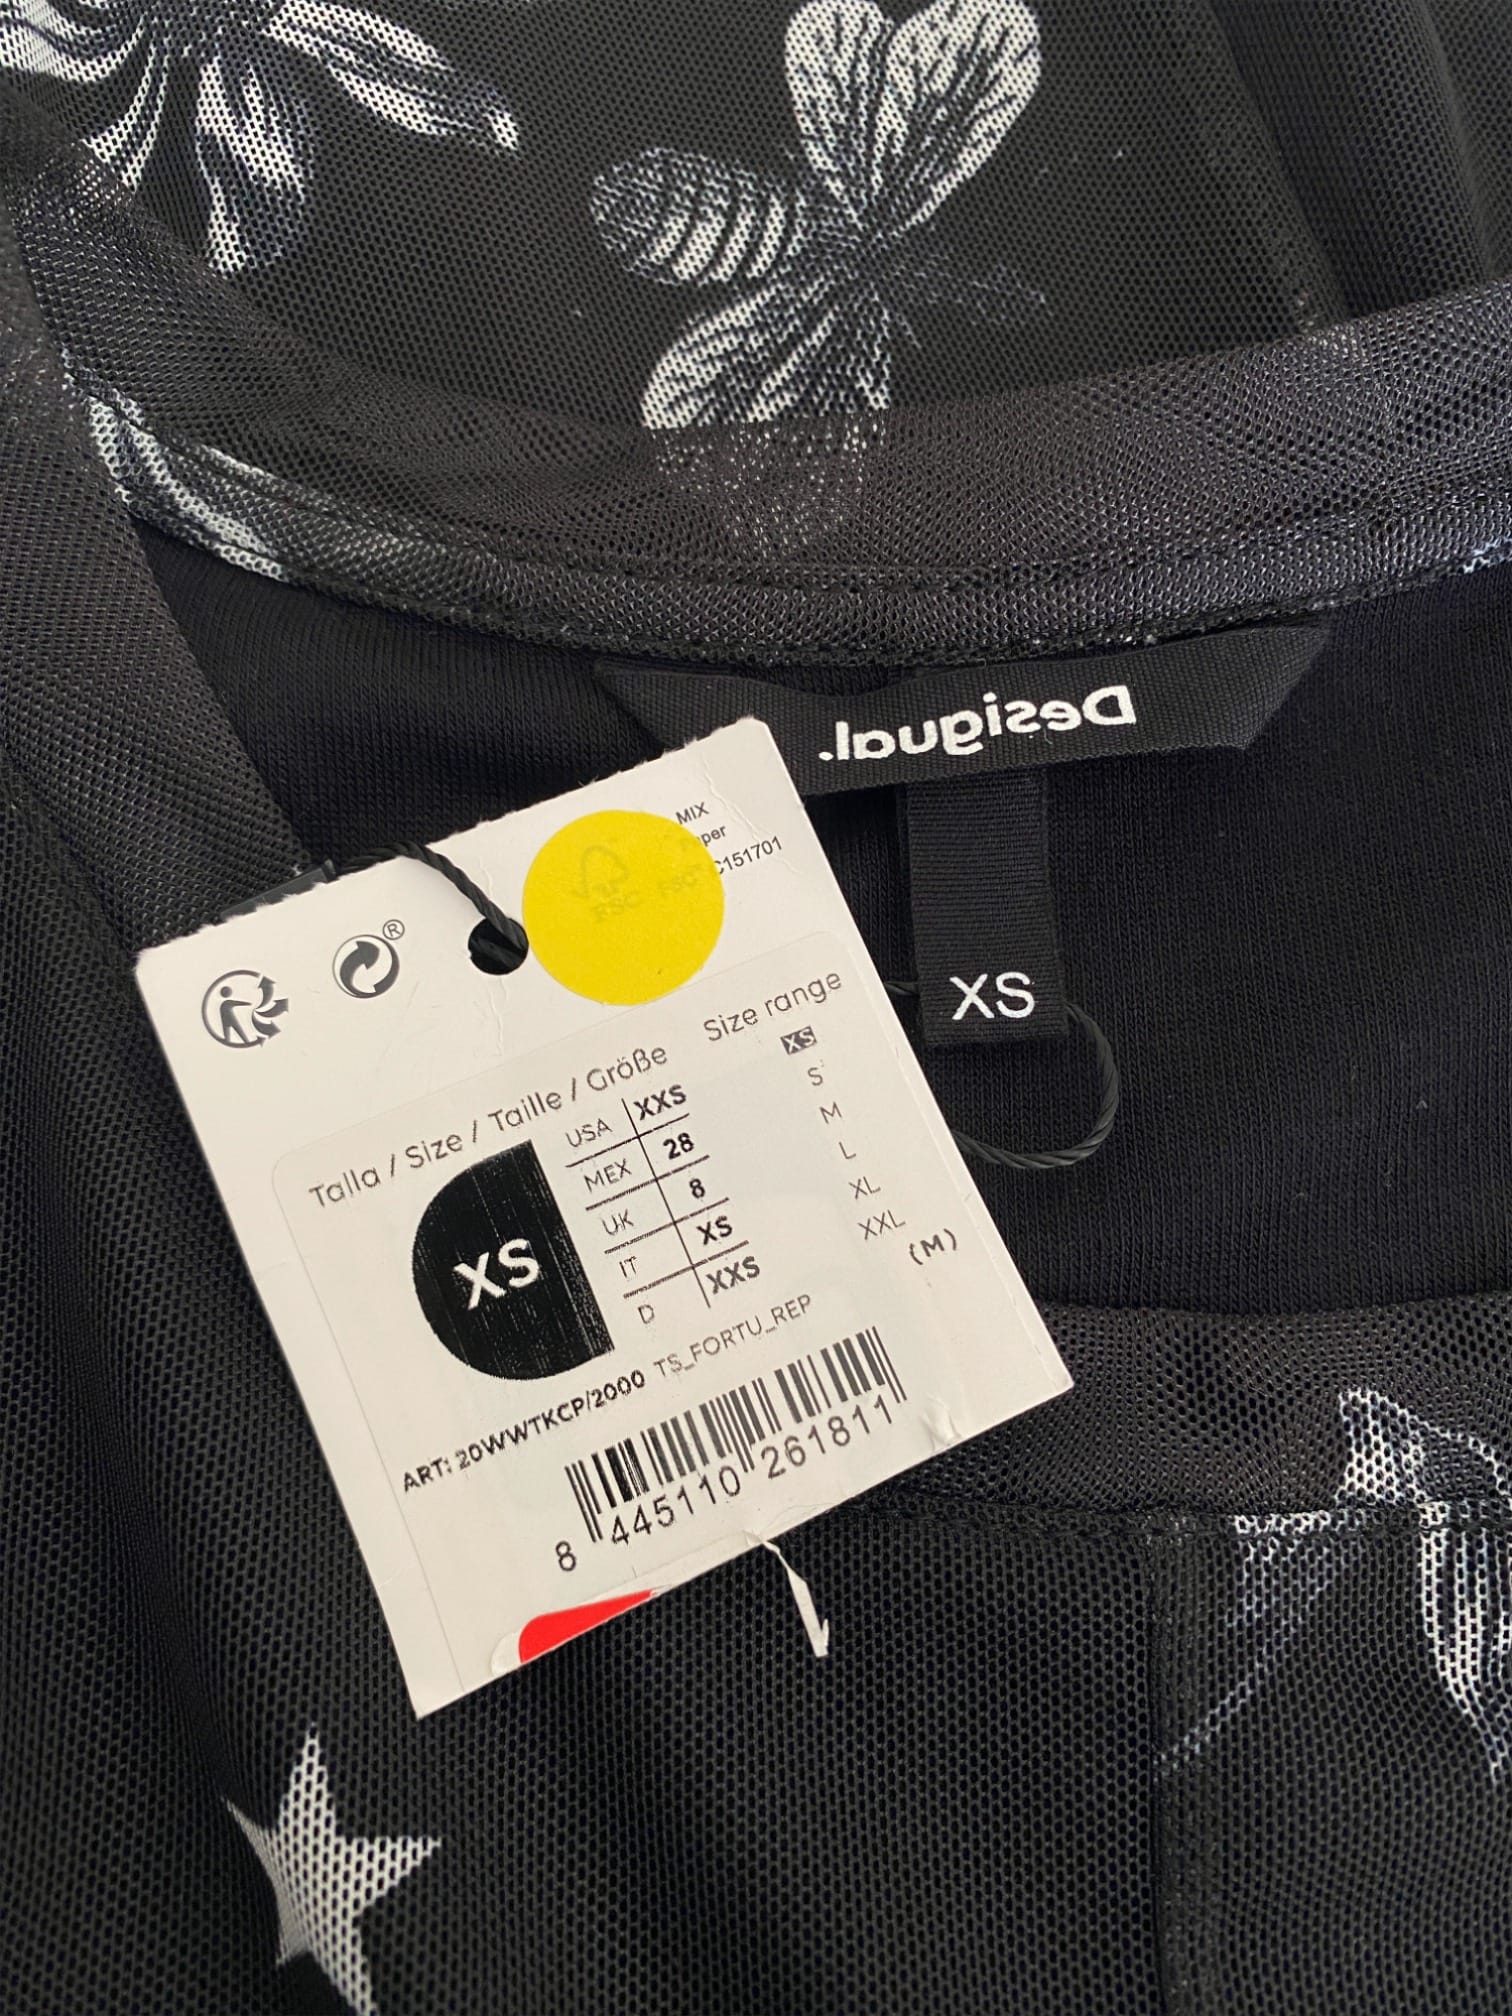 Desigual.
XS
MIX
C151701
FSC
FSC
®
Talla / Size / Taille / Größe
Size range
XS
USA XXS
MEX 28
UK 8
IT XS
D XXS
XS
S
M
L
XL
XXL
(M)
ART: 20WWTKCP/2000 TS_FORTU_REP
8 445110 261811